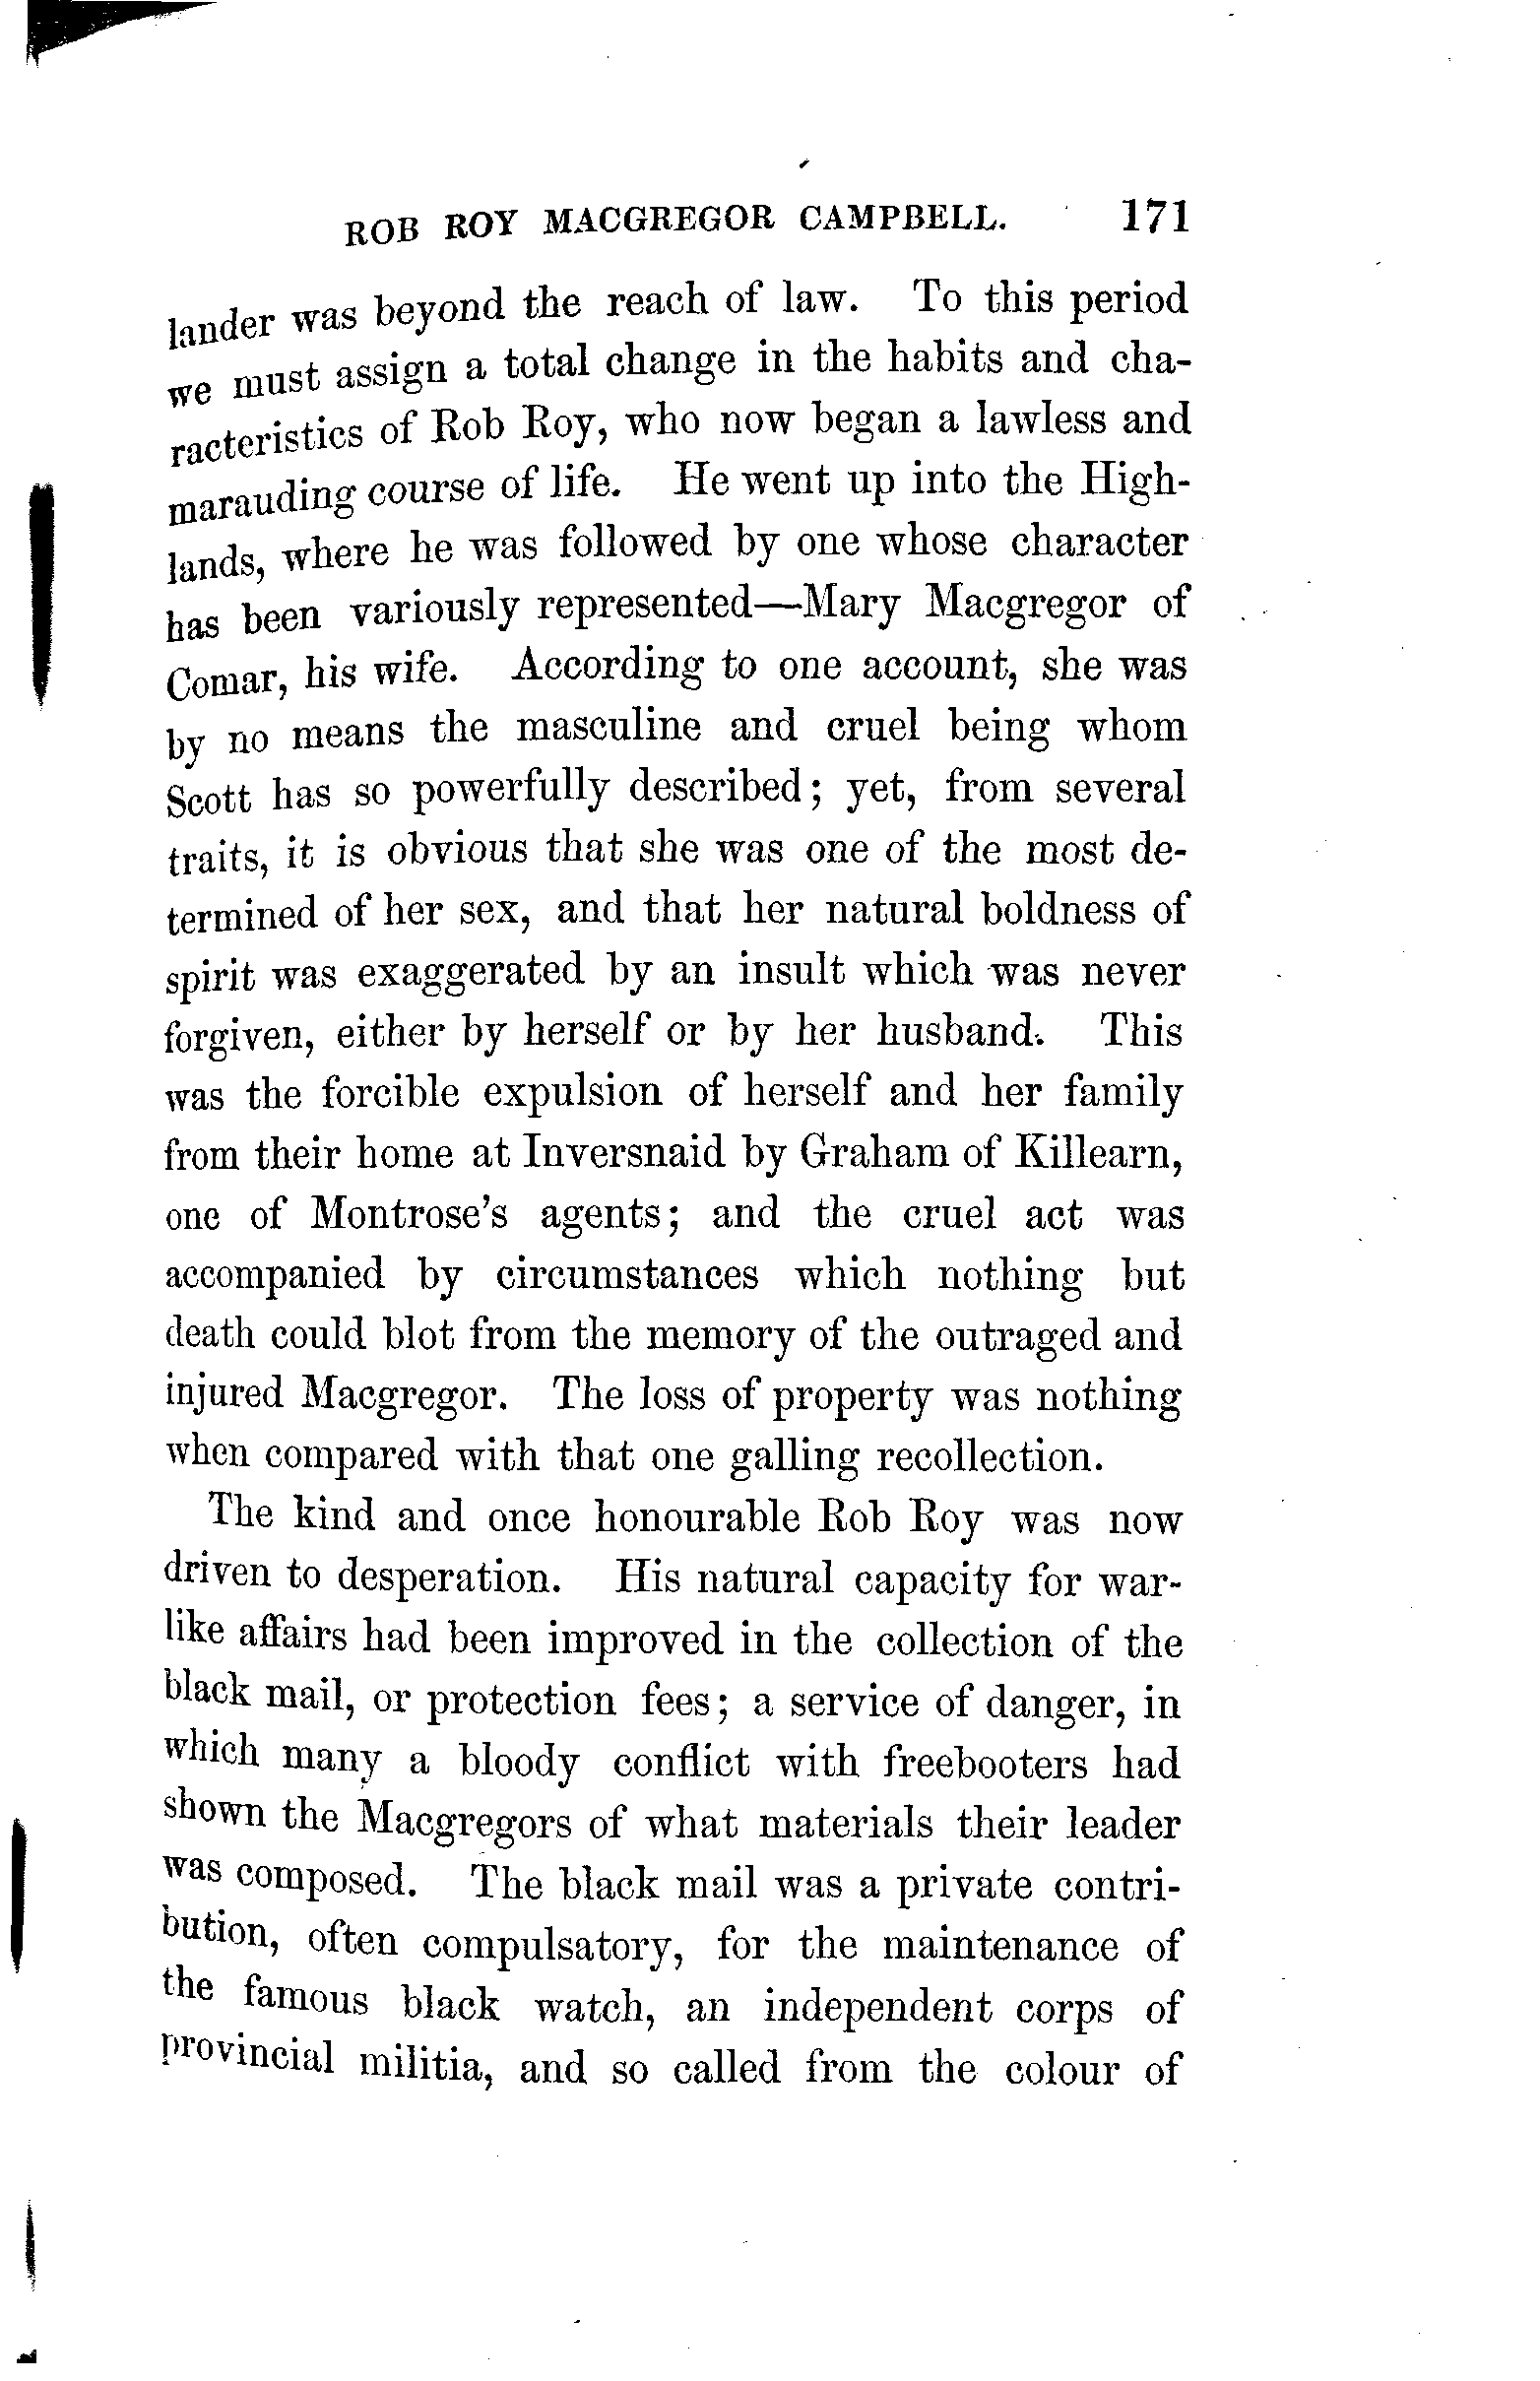 ROB ROY MACGREGOR CAMPBELL. 171
lander was beyond the reach of law. To this period
we must assign a total change in the habits and cha-
racteristics of Rob Roy, who now began a lawless and
marauding course of life. He went up into the High-
lands, where he was followed by one whose character
has been variously represented—Mary Macgregor of
Comar, his wife. According to one account, she was
by no means the masculine and cruel being whom
Scott has so powerfully described; yet, from several
traits, it is obvious that she was one of the most de-
termined of her sex, and that her natural boldness of
spirit was exaggerated by an insult which was never
forgiven, either by herself or by her husband. This
was the forcible expulsion of herself and her family
from their home at Inversnaid by Graham of Killearn,
one of Montrose's agents; and the cruel act was
accompanied by circumstances which nothing but
death could blot from the memory of the outraged and
injured Macgregor. The loss of property was nothing
when compared with that one galling recollection.
The kind and once honourable Rob Roy was now
driven to desperation. His natural capacity for war-
like affairs had been improved in the collection of the
black mail, or protection fees; a service of danger, in
which many a bloody conflict with freebooters had
shown the Macgregors of what materials their leader
was composed. The black mail was a private contri-
bution, often compulsatory, for the maintenance of
the famous black watch, an independent corps of
provincial militia, and so called from the colour of